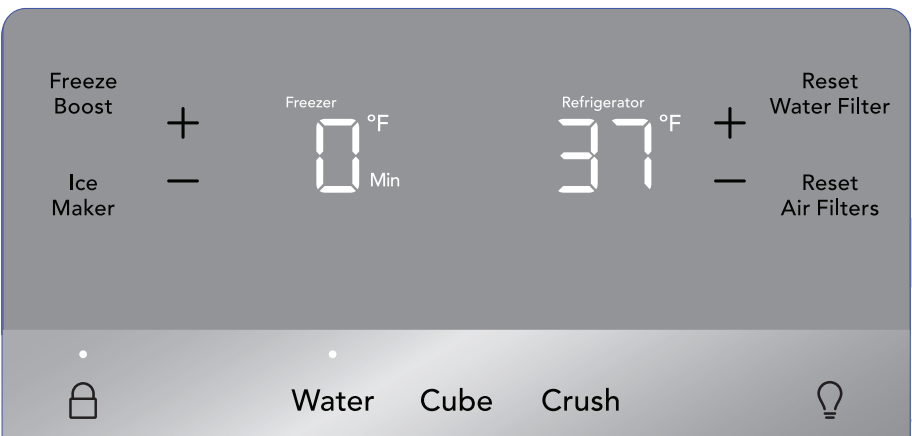 Freeze
Boost
Ice
Maker
+
−
Freezer
0 °F
Min
Refrigerator
37 °F
+
−
Reset
Water Filter
Reset
Air Filters
Water Cube Crush